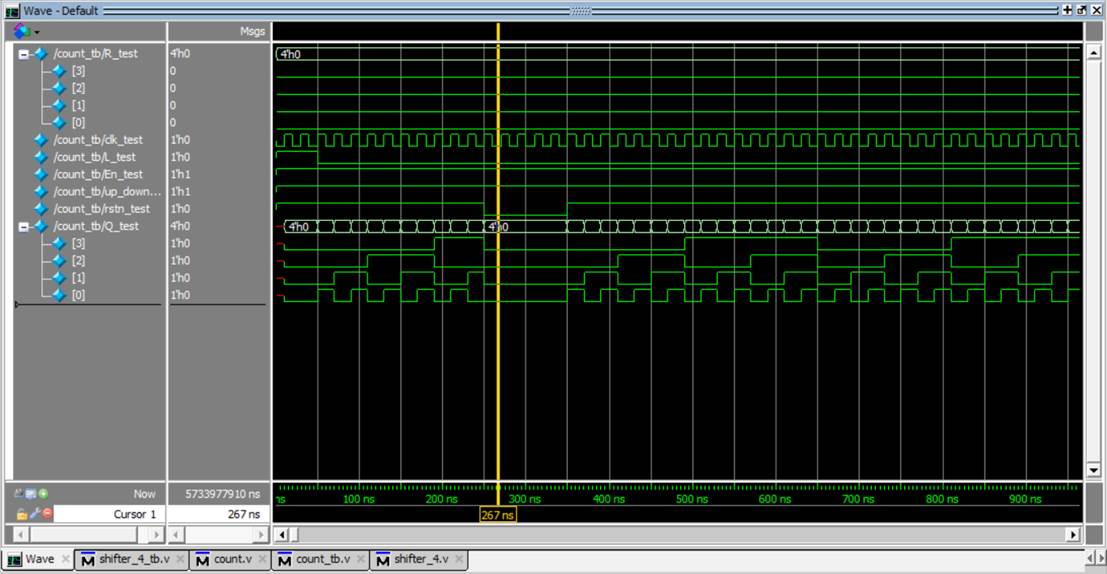 Wave - Default
Msgs
/count_tb/R_test 4'h0 4'h0
[3] 0
[2] 0
[1] 0
[0] 0
/count_tb/clk_test 1'h0
/count_tb/L_test 1'h0
/count_tb/En_test 1'h1
/count_tb/up_down... 1'h1
/count_tb/rstn_test 1'h0
/count_tb/Q_test 4'h0 4'h0 4'h0
[3] 1'h0
[2] 1'h0
[1] 1'h0
[0] 1'h0
Now 5733977910 ns ns 100 ns 200 ns 300 ns 400 ns 500 ns 600 ns 700 ns 800 ns 900 ns
Cursor 1 267 ns 267 ns
Wave shifter_4_tb.v count.v count_tb.v shifter_4.v